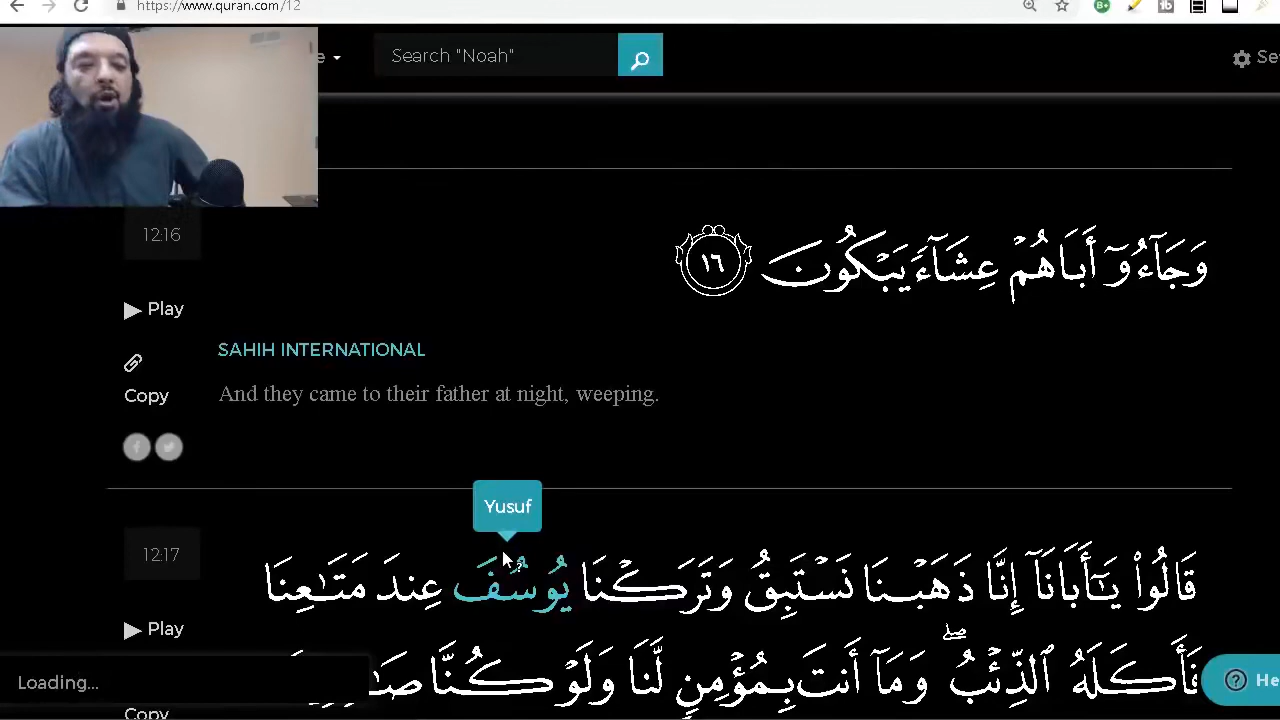 https://www.quran.com/12
e
Search "Noah"
Se
12:16
وَجَآءُوٓ أَبَاهُمْ عِشَآءً يَبْكُونَ ١٦
Play
SAHIH INTERNATIONAL
Copy
And they came to their father at night, weeping.
Yusuf
12:17
قَالُوا۟ يَـٰٓأَبَانَآ إِنَّا ذَهَبْنَا نَسْتَبِقُ وَتَرَكْنَا يُوسُفَ عِندَ مَتَـٰعِنَا
Play
فَأَكَلَهُ ٱلذِّئْبُ ۖ وَمَآ أَنتَ بِمُؤْمِنٍ لَّنَا وَلَوْ كُنَّا
Loading...
He
Copy